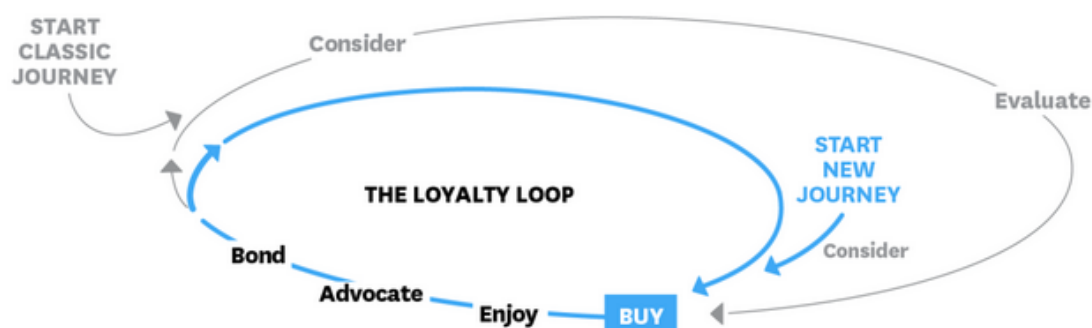 START
CLASSIC
JOURNEY
Consider
Evaluate
START
NEW
JOURNEY
THE LOYALTY LOOP
Consider
Bond
Advocate
Enjoy
BUY